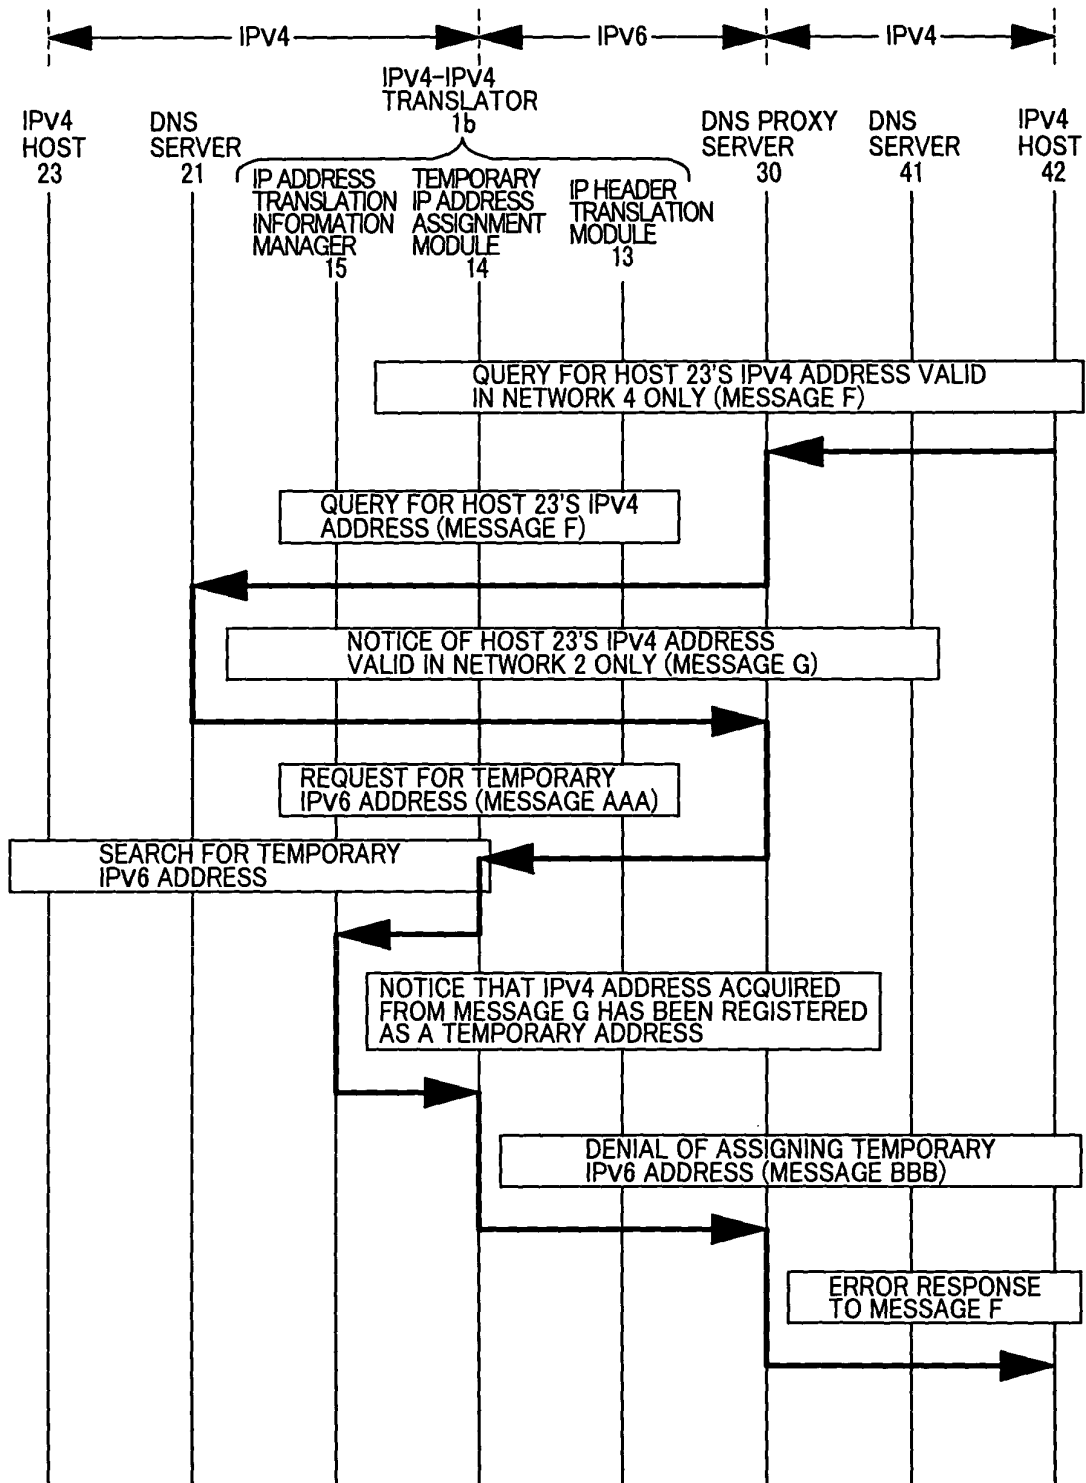 IPV4
IPV6
IPV4
IPV4-IPV4
TRANSLATOR
1b
IPV4
HOST
23
DNS
SERVER
21
DNS PROXY
SERVER
30
DNS
SERVER
41
IPV4
HOST
42
IP ADDRESS
TRANSLATION
INFORMATION
MANAGER
15
TEMPORARY
IP ADDRESS
ASSIGNMENT
MODULE
14
IP HEADER
TRANSLATION
MODULE
13
QUERY FOR HOST 23'S IPV4 ADDRESS VALID
IN NETWORK 4 ONLY (MESSAGE F)
QUERY FOR HOST 23'S IPV4
ADDRESS (MESSAGE F)
NOTICE OF HOST 23'S IPV4 ADDRESS
VALID IN NETWORK 2 ONLY (MESSAGE G)
REQUEST FOR TEMPORARY
IPV6 ADDRESS (MESSAGE AAA)
SEARCH FOR TEMPORARY
IPV6 ADDRESS
NOTICE THAT IPV4 ADDRESS ACQUIRED
FROM MESSAGE G HAS BEEN REGISTERED
AS A TEMPORARY ADDRESS
DENIAL OF ASSIGNING TEMPORARY
IPV6 ADDRESS (MESSAGE BBB)
ERROR RESPONSE
TO MESSAGE F